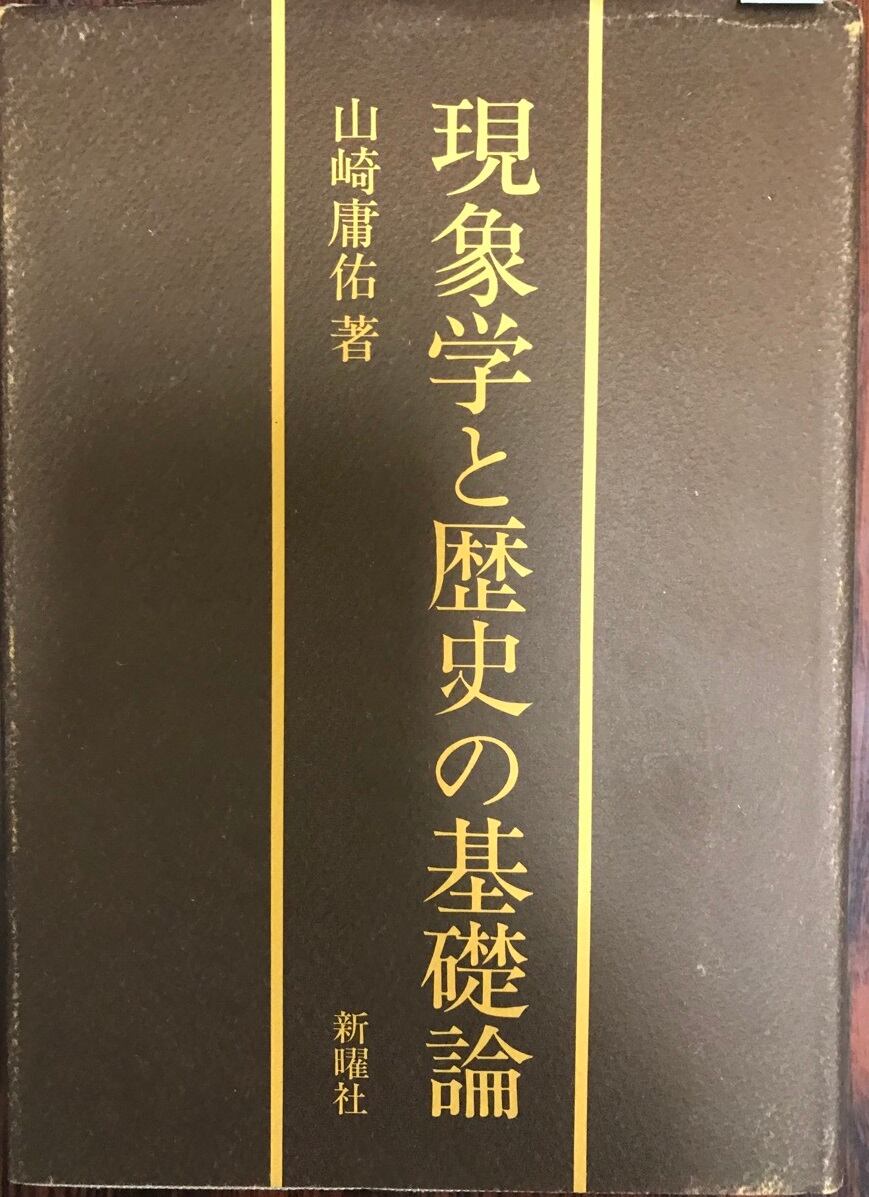 現象学と歴史の基礎論
山崎庸佑 著
新曜社